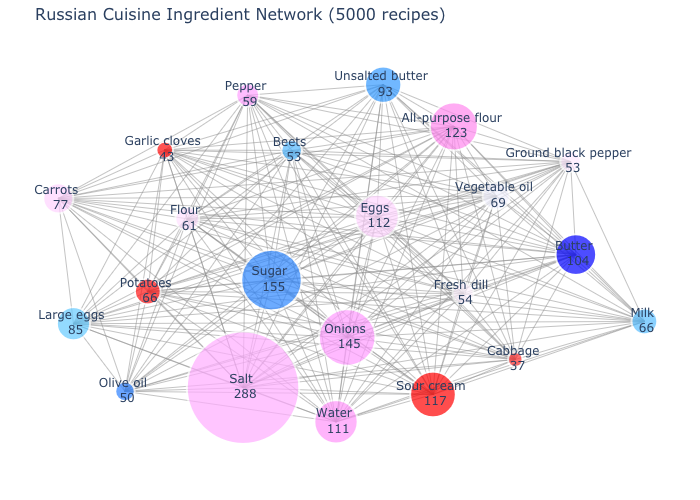 Russian Cuisine Ingredient Network (5000 recipes)
Unsalted butter
93
Pepper
59
All-purpose flour
123
Garlic cloves
43
Beets
53
Ground black pepper
53
Carrots
77
Vegetable oil
69
Flour
61
Eggs
112
Butter
104
Sugar
155
Potatoes
66
Fresh dill
54
Large eggs
85
Milk
66
Onions
145
Cabbage
37
Salt
288
Olive oil
50
Sour cream
117
Water
111